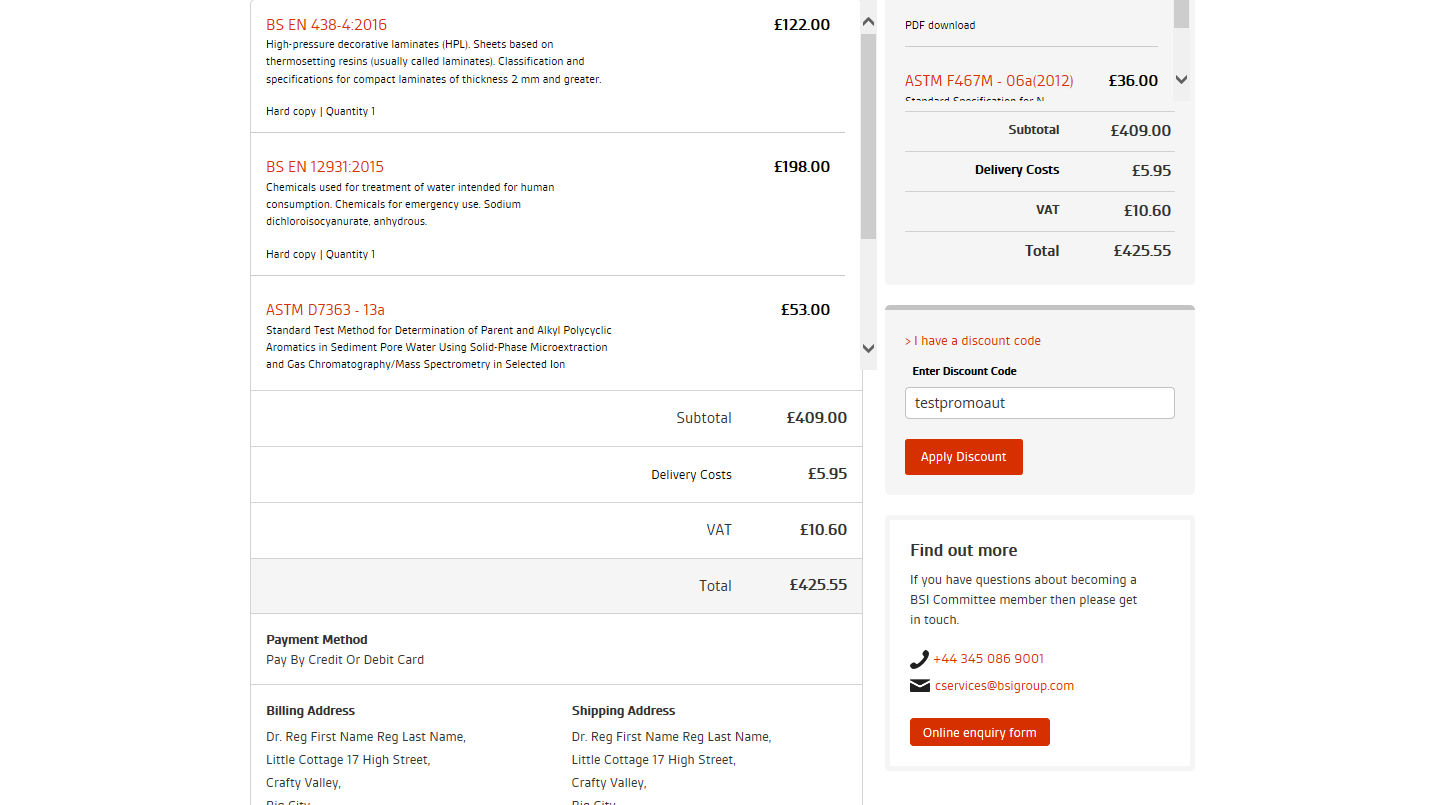 BS EN 438-4:2016 £122.00
High-pressure decorative laminates (HPL). Sheets based on
thermosetting resins (usually called laminates). Classification and
specifications for compact laminates of thickness 2 mm and greater.
Hard copy | Quantity 1
BS EN 12931:2015 £198.00
Chemicals used for treatment of water intended for human
consumption. Chemicals for emergency use. Sodium
dichloroisocyanurate, anhydrous.
Hard copy | Quantity 1
ASTM D7363 - 13a £53.00
Standard Test Method for Determination of Parent and Alkyl Polycyclic
Aromatics in Sediment Pore Water Using Solid-Phase Microextraction
and Gas Chromatography/Mass Spectrometry in Selected Ion
Subtotal £409.00
Delivery Costs £5.95
VAT £10.60
Total £425.55
Payment Method
Pay By Credit Or Debit Card
Billing Address
Dr. Reg First Name Reg Last Name,
Little Cottage 17 High Street,
Crafty Valley,
Big City
Shipping Address
Dr. Reg First Name Reg Last Name,
Little Cottage 17 High Street,
Crafty Valley,
Big City
PDF download
ASTM F467M - 06a(2012) £36.00
Standard Specification for N
Subtotal £409.00
Delivery Costs £5.95
VAT £10.60
Total £425.55
> I have a discount code
Enter Discount Code
testpromoaut
Apply Discount
Find out more
If you have questions about becoming a
BSI Committee member then please get
in touch.
+44 345 086 9001
cservices@bsigroup.com
Online enquiry form